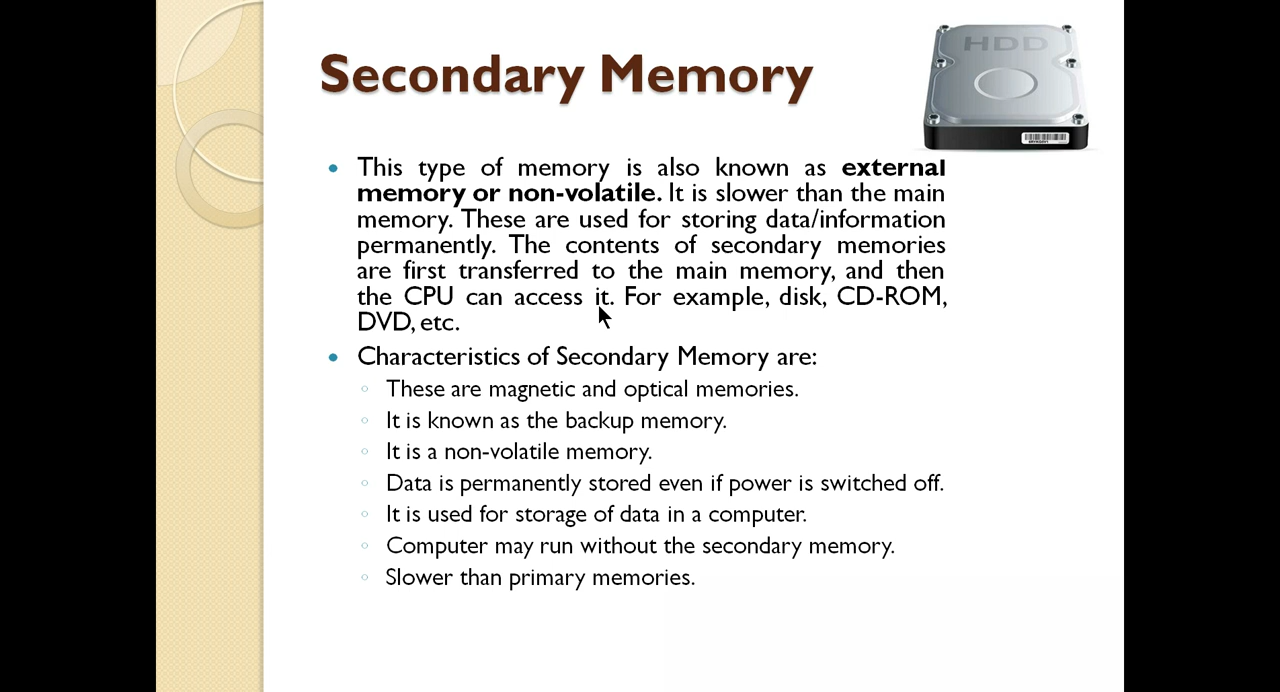 Secondary Memory
HDD
This type of memory is also known as external
memory or non-volatile. It is slower than the main
memory. These are used for storing data/information
permanently. The contents of secondary memories
are first transferred to the main memory, and then
the CPU can access it. For example, disk, CD-ROM,
DVD, etc.
Characteristics of Secondary Memory are:
These are magnetic and optical memories.
It is known as the backup memory.
It is a non-volatile memory.
Data is permanently stored even if power is switched off.
It is used for storage of data in a computer.
Computer may run without the secondary memory.
Slower than primary memories.